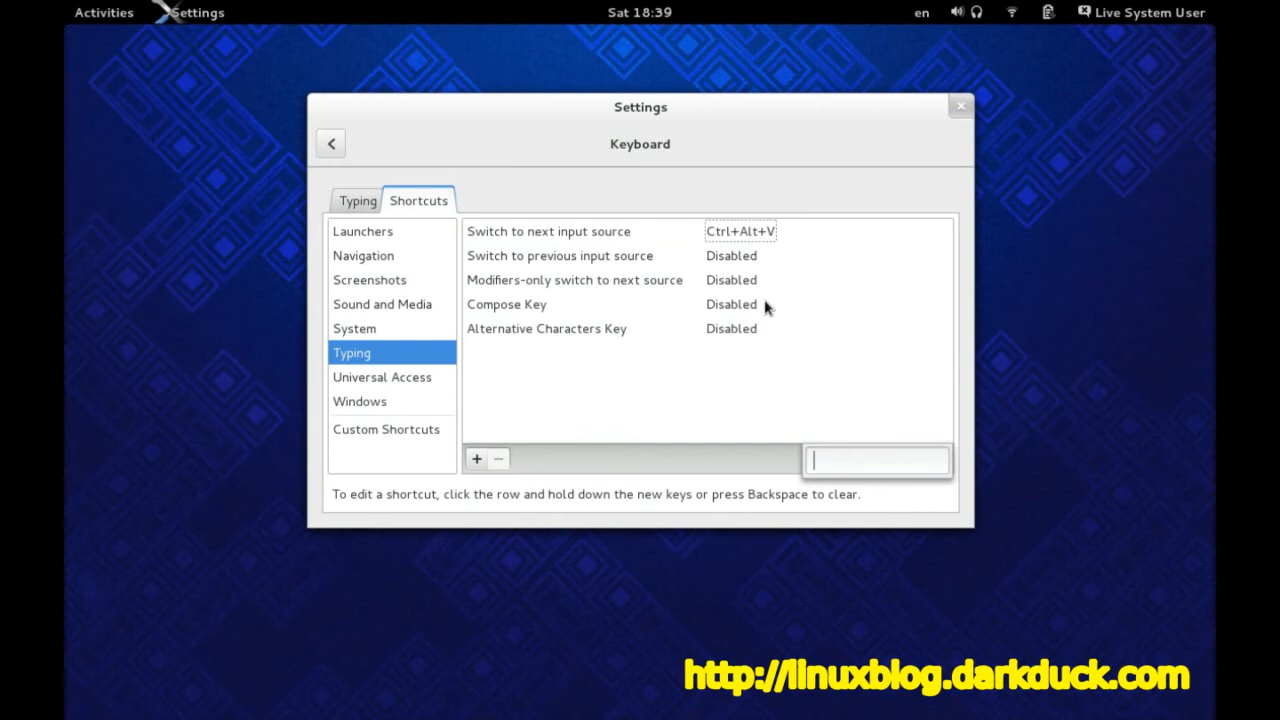 Activities Settings Sat 18:39 en Live System User
Settings
Keyboard
Typing Shortcuts
Launchers
Navigation
Screenshots
Sound and Media
System
Typing
Universal Access
Windows
Custom Shortcuts
Switch to next input source Ctrl+Alt+V
Switch to previous input source Disabled
Modifiers-only switch to next source Disabled
Compose Key Disabled
Alternative Characters Key Disabled
To edit a shortcut, click the row and hold down the new keys or press Backspace to clear.
http://linuxblog.darkduck.com